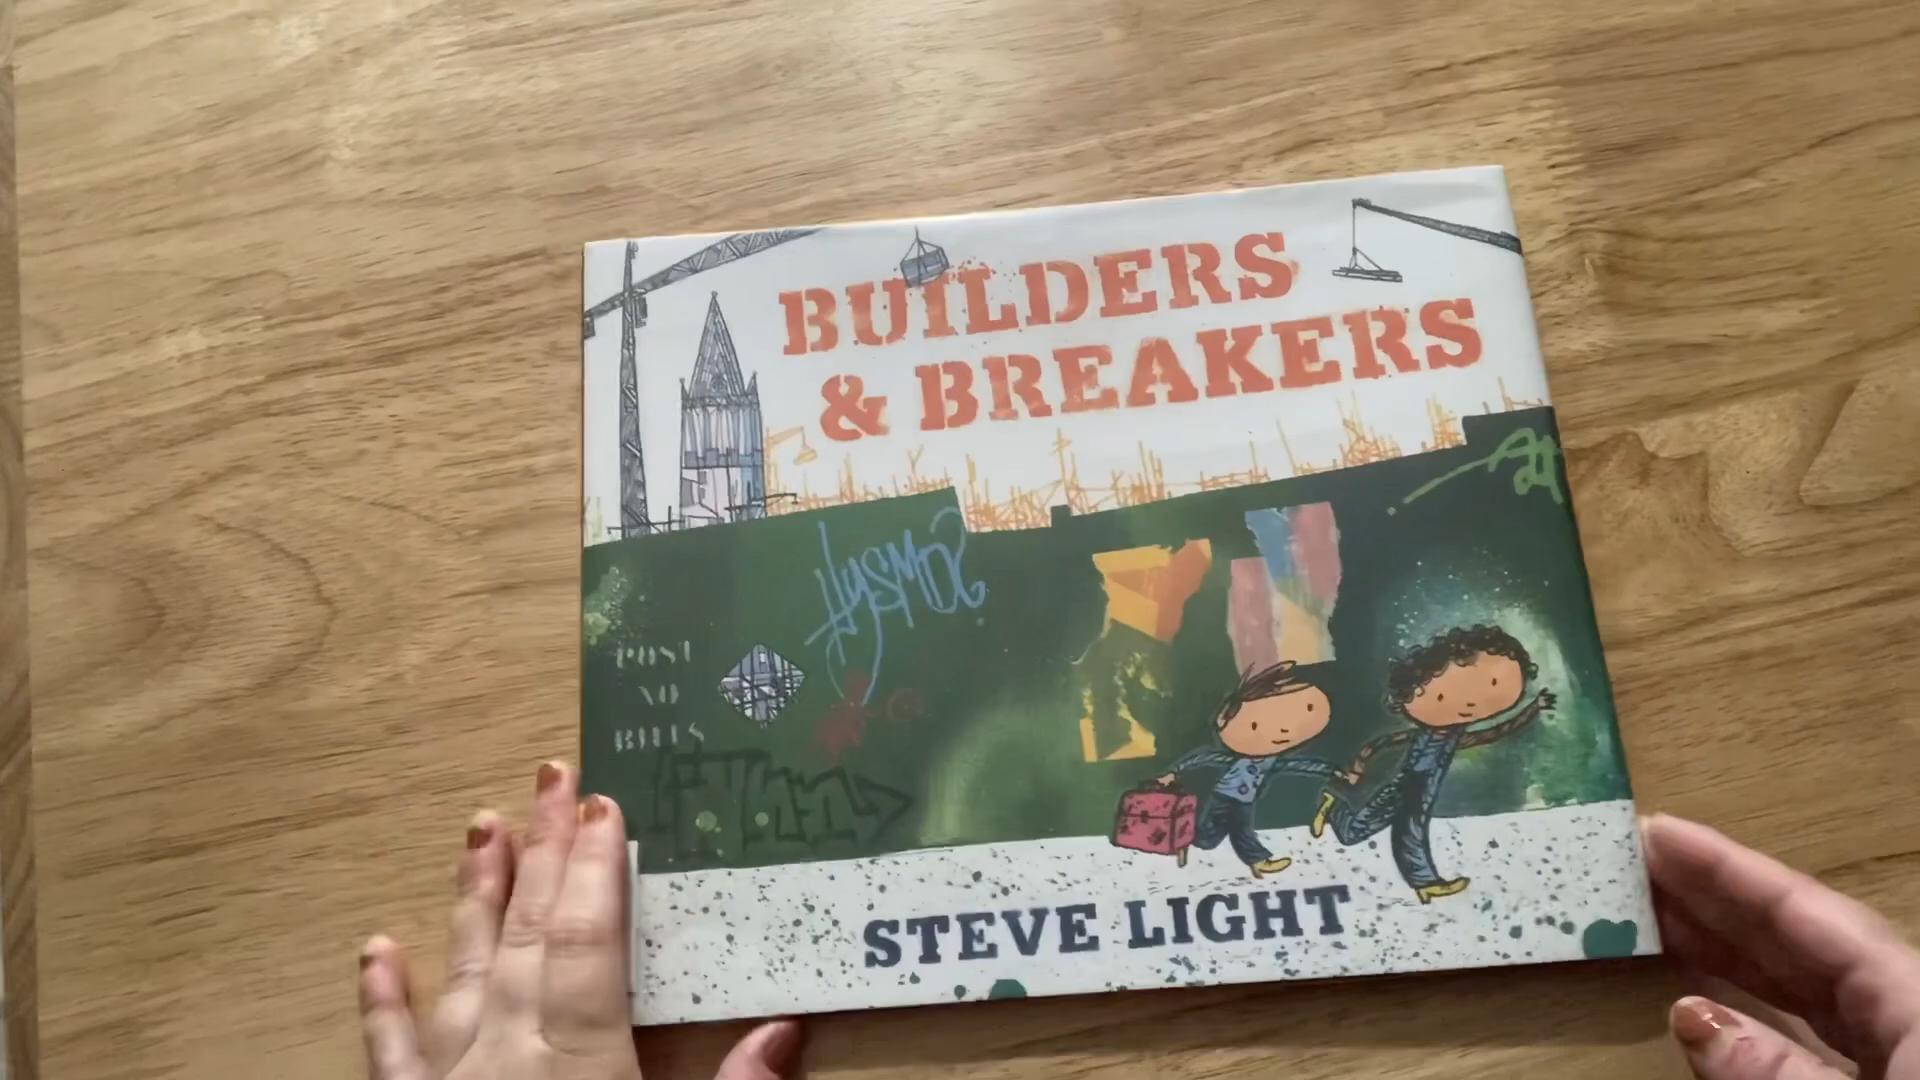 BUILDERS
& BREAKERS
POST
NO
BILLS
STEVE LIGHT